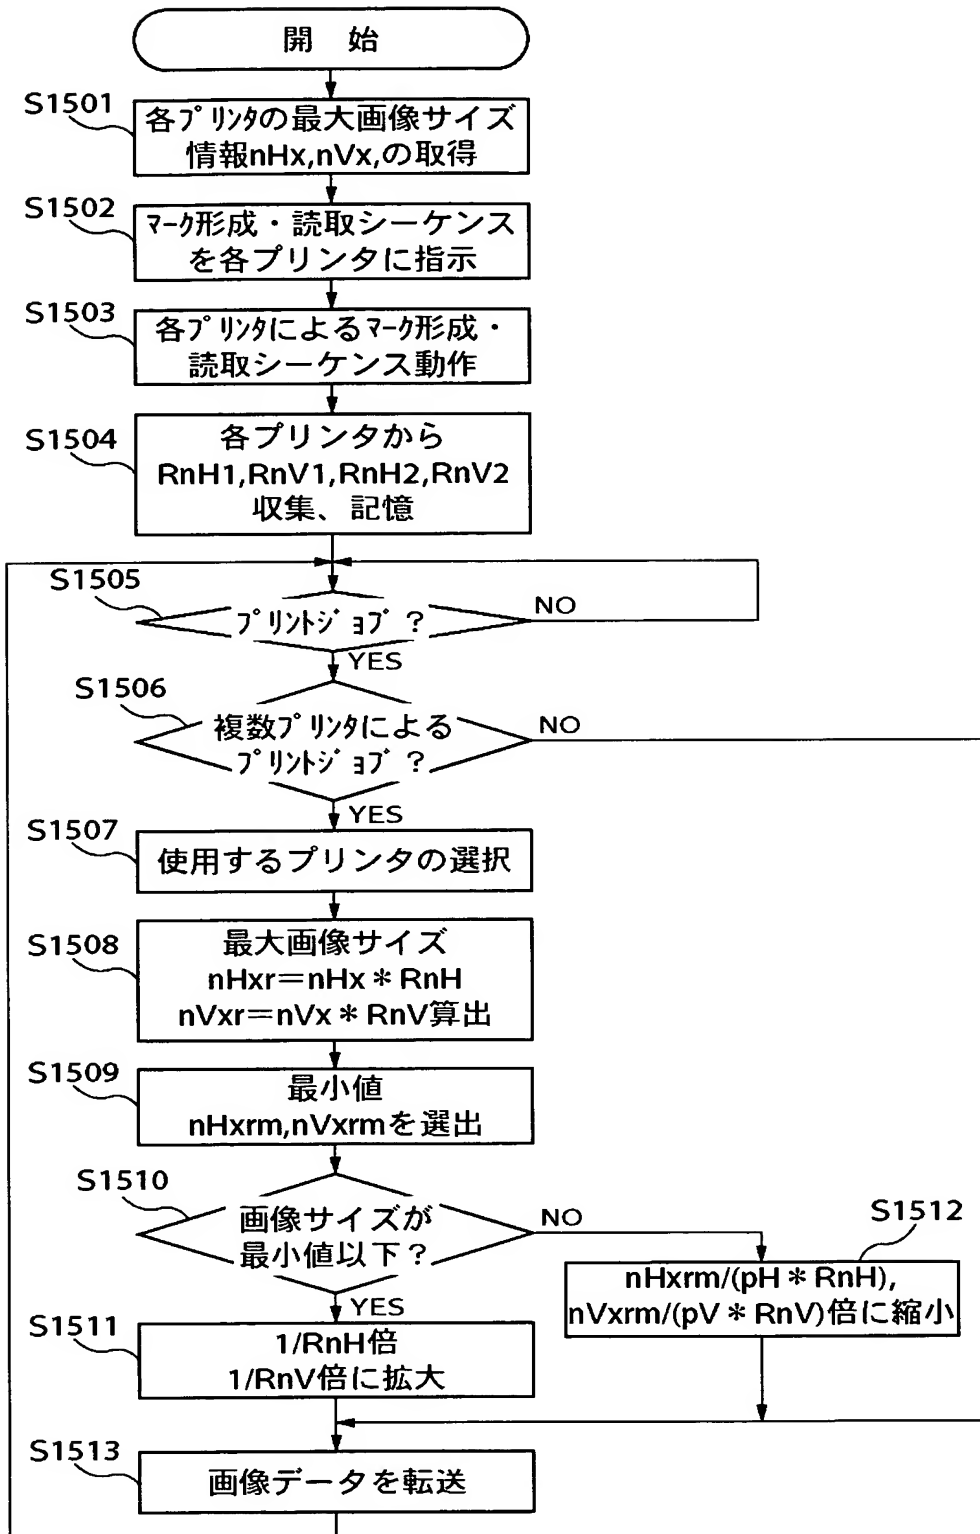 開 始
S1501
各プリンタの最大画像サイズ
情報nHx,nVx,の取得
S1502
マーク形成・読取シーケンス
を各プリンタに指示
S1503
各プリンタによるマーク形成・
読取シーケンス動作
S1504
各プリンタから
RnH1,RnV1,RnH2,RnV2
収集、記憶
S1505
プリントジョブ？
NO
YES
S1506
複数プリンタによる
プリントジョブ？
NO
YES
S1507
使用するプリンタの選択
S1508
最大画像サイズ
nHxr＝nHx＊RnH
nVxr＝nVx＊RnV算出
S1509
最小値
nHxrm,nVxrmを選出
S1510
画像サイズが
最小値以下？
NO
YES
S1512
nHxrm/(pH＊RnH),
nVxrm/(pV＊RnV)倍に縮小
S1511
1/RnH倍
1/RnV倍に拡大
S1513
画像データを転送